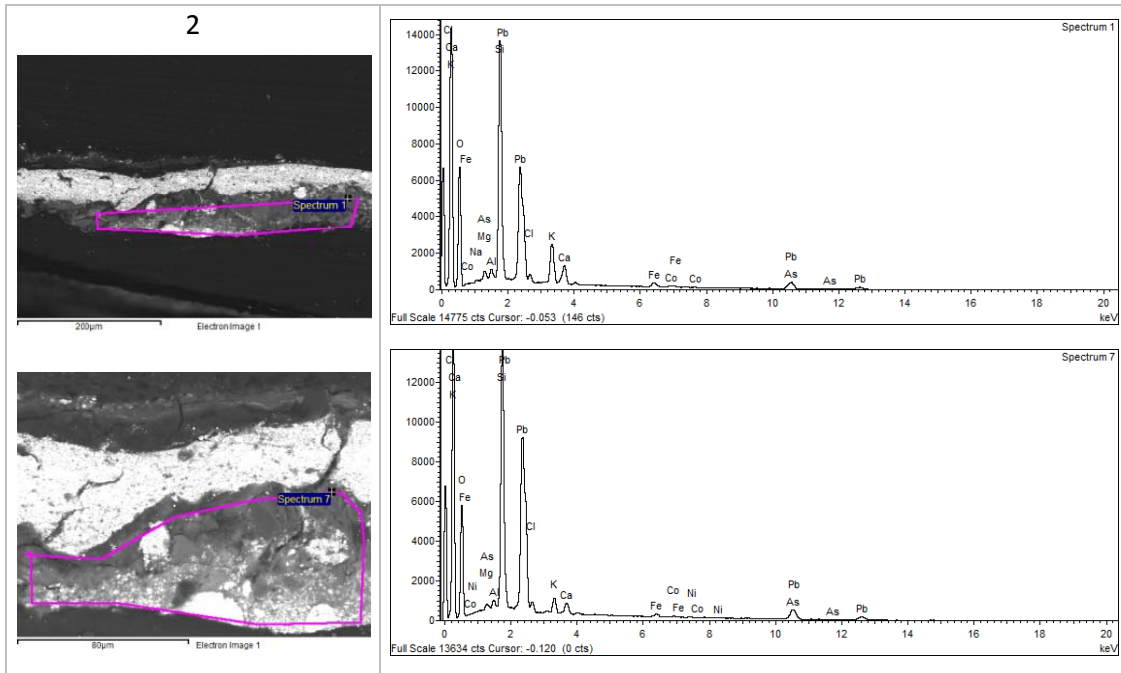 2
Spectrum 1
200µm Electron Image 1
Spectrum 1
14000
12000
10000
8000
6000
4000
2000
0
Ca
K
O
Fe
Co
Na
As
Mg
Al
Pb
Si
Pb
Cl
K
Ca
Fe
Fe
Co
Co
Pb
As
As
Pb
0 2 4 6 8 10 12 14 16 18 20
Full Scale 14775 cts Cursor: -0.053 (146 cts) keV
Spectrum 7
80µm Electron Image 1
Spectrum 7
12000
10000
8000
6000
4000
2000
0
Ca
K
O
Fe
Ni
Co
As
Mg
Al
Pb
Si
Pb
Cl
K
Ca
Fe
Co
Fe
Ni
Co
Ni
Pb
As
As
Pb
0 2 4 6 8 10 12 14 16 18 20
Full Scale 13634 cts Cursor: -0.120 (0 cts) keV